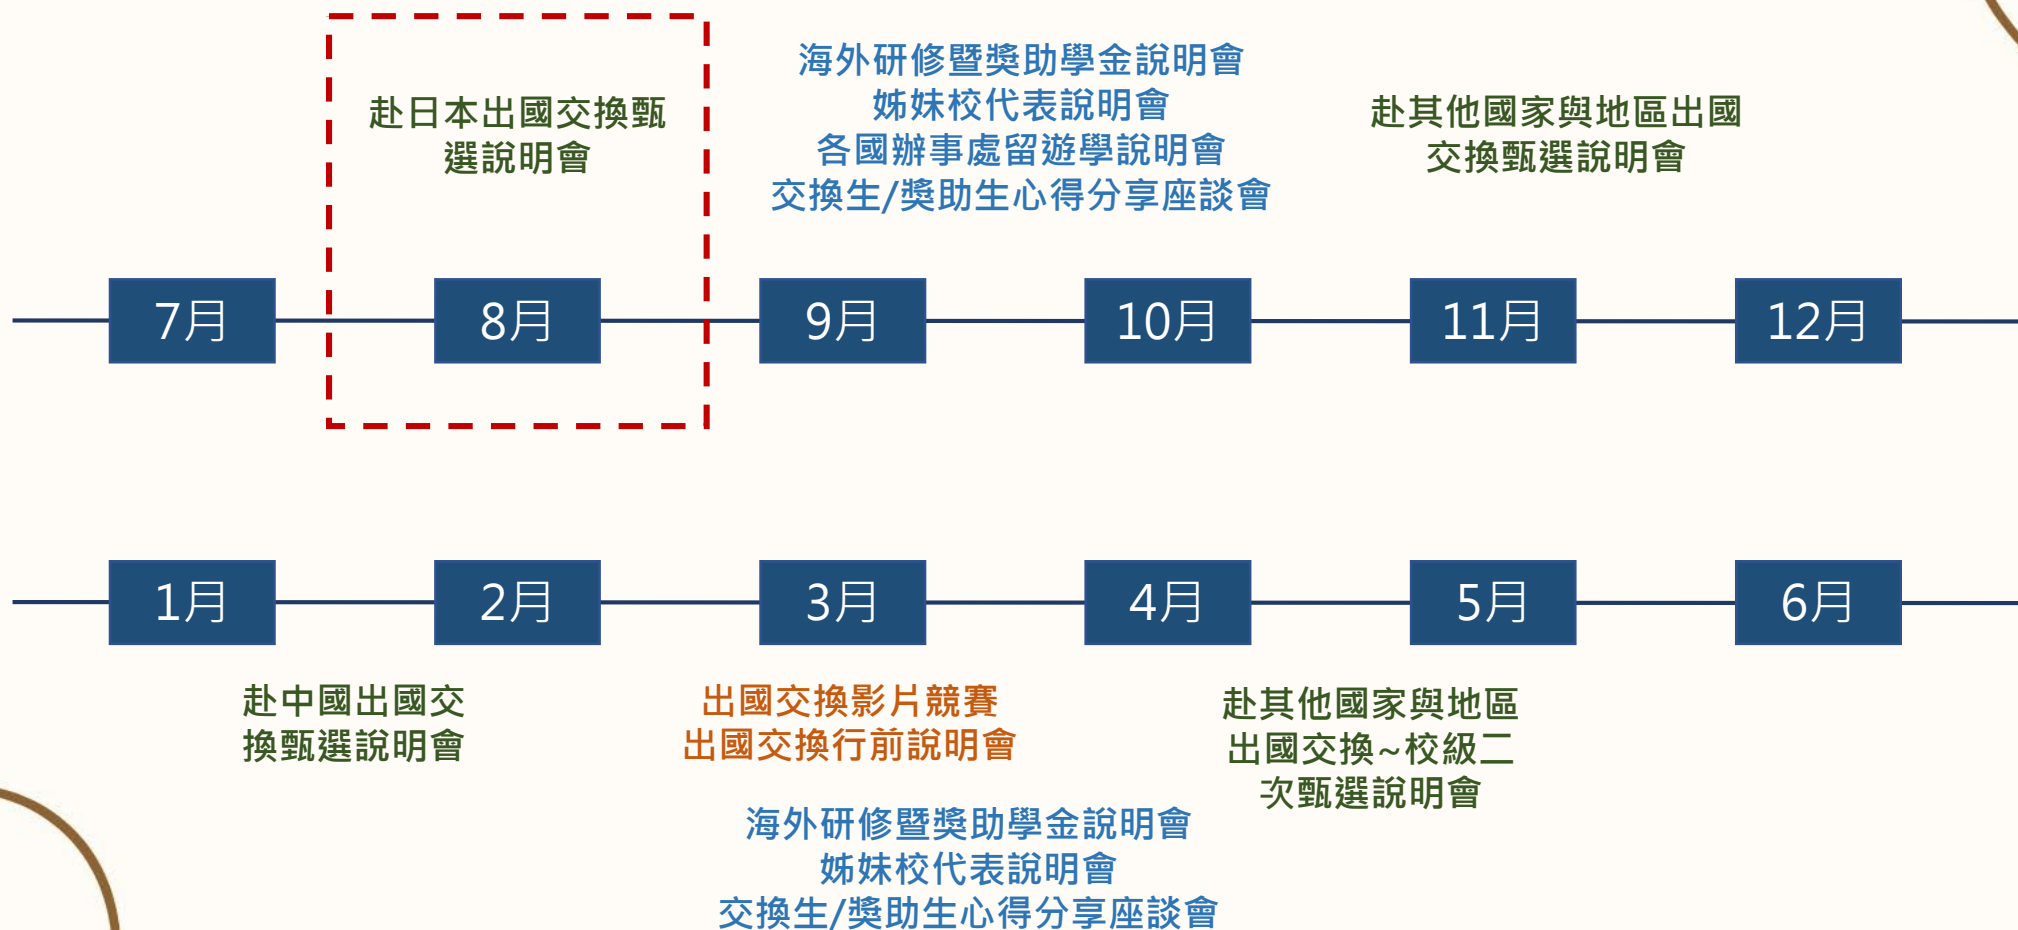 赴日本出國交換甄
選說明會
海外研修暨獎助學金說明會
姊妹校代表說明會
各國辦事處留遊學說明會
交換生/獎助生心得分享座談會
赴其他國家與地區出國
交換甄選說明會
7月
8月
9月
10月
11月
12月
1月
2月
3月
4月
5月
6月
赴中國出國交
換甄選說明會
出國交換影片競賽
出國交換行前說明會
海外研修暨獎助學金說明會
姊妹校代表說明會
交換生/獎助生心得分享座談會
赴其他國家與地區
出國交換~校級二
次甄選說明會